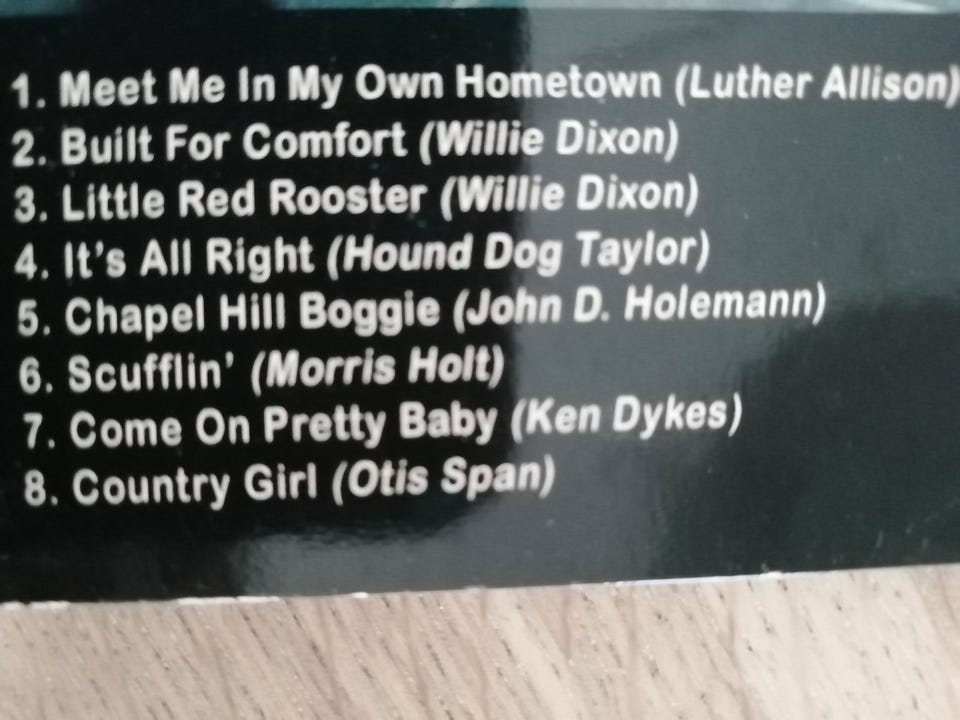 1. Meet Me In My Own Hometown (Luther Allison)
2. Built For Comfort (Willie Dixon)
3. Little Red Rooster (Willie Dixon)
4. It's All Right (Hound Dog Taylor)
5. Chapel Hill Boggie (John D. Holemann)
6. Scufflin' (Morris Holt)
7. Come On Pretty Baby (Ken Dykes)
8. Country Girl (Otis Span)